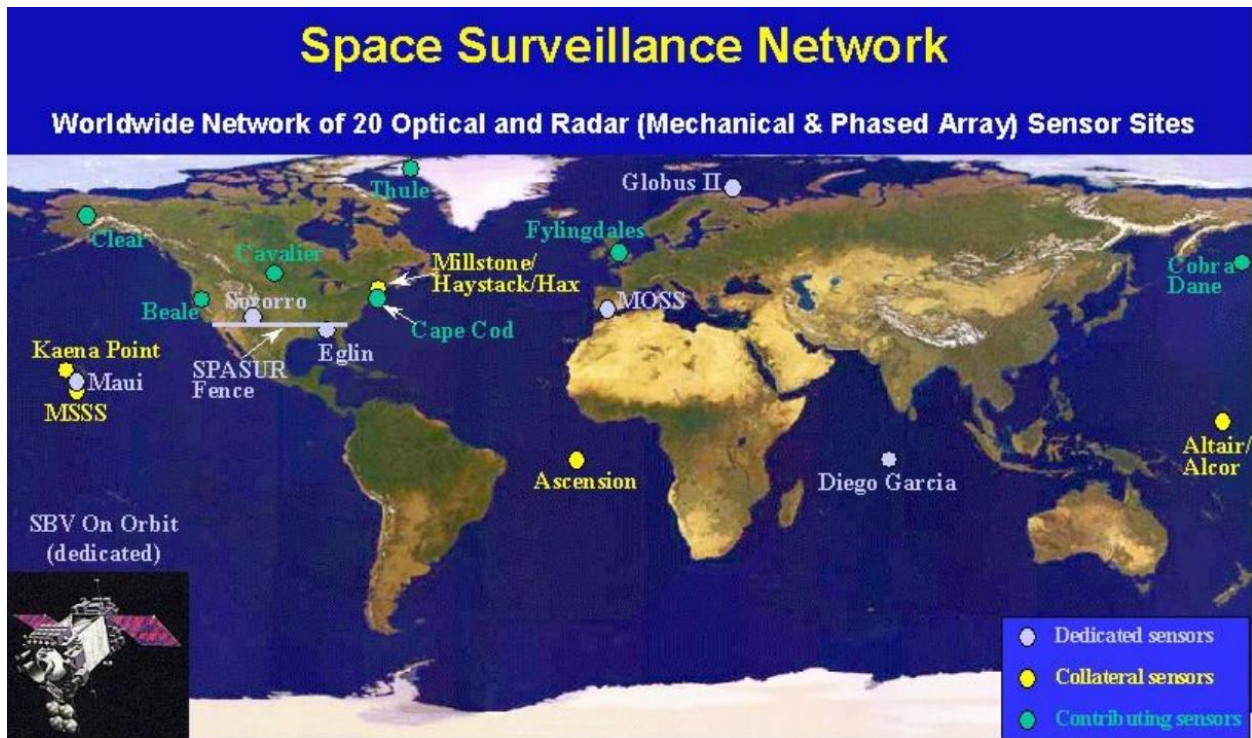 Space Surveillance Network
Worldwide Network of 20 Optical and Radar (Mechanical & Phased Array) Sensor Sites
Thule
Globus II
Clear
Fylingdales
Cavalier
Millstone/
Haystack/Hax
Cobra
Dane
Beale
Socorro
MOSS
Cape Cod
Eglin
Kaena Point
SPASUR
Fence
Maui
MSSS
Altair/
Alcor
Ascension
Diego Garcia
SBV On Orbit
(dedicated)
Dedicated sensors
Collateral sensors
Contributing sensors